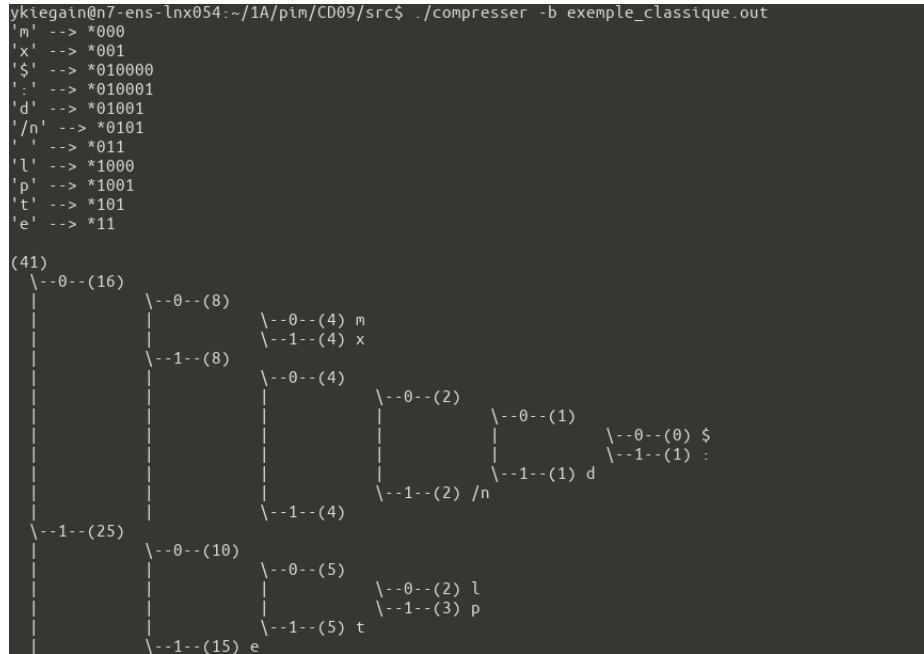 ykiegain@n7-ens-lnx054:~/1A/pim/CD09/src$ ./compresser -b exemple_classique.out
'm' --> *000
'x' --> *001
'$' --> *010000
':' --> *010001
'd' --> *01001
'/n' --> *0101
' ' --> *011
'l' --> *1000
'p' --> *1001
't' --> *101
'e' --> *11

(41)
  \--0--(16)
  |             \--0--(8)
  |             |             \--0--(4) m
  |             |             \--1--(4) x
  |             \--1--(8)
  |             |             \--0--(4)
  |             |             |             \--0--(2)
  |             |             |             |             \--0--(1)
  |             |             |             |             |             \--0--(0) $
  |             |             |             |             |             \--1--(1) :
  |             |             |             |             \--1--(1) d
  |             |             |             \--1--(2) /n
  |             |             \--1--(4)
  \--1--(25)
  |             \--0--(10)
  |             |             \--0--(5)
  |             |             |             \--0--(2) l
  |             |             |             \--1--(3) p
  |             |             \--1--(5) t
  |             \--1--(15) e